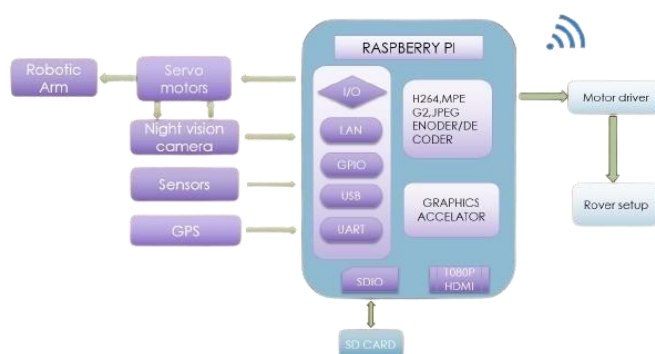 RASPBERRY PI
Robotic
Arm
Servo
motors
Night vision
camera
Sensors
GPS
I/O
LAN
GPIO
USB
UART
H264,MPE
G2,JPEG
ENODER/DE
CODER
GRAPHICS
ACCELATOR
SDIO
1080P
HDMI
SD CARD
Motor driver
Rover setup